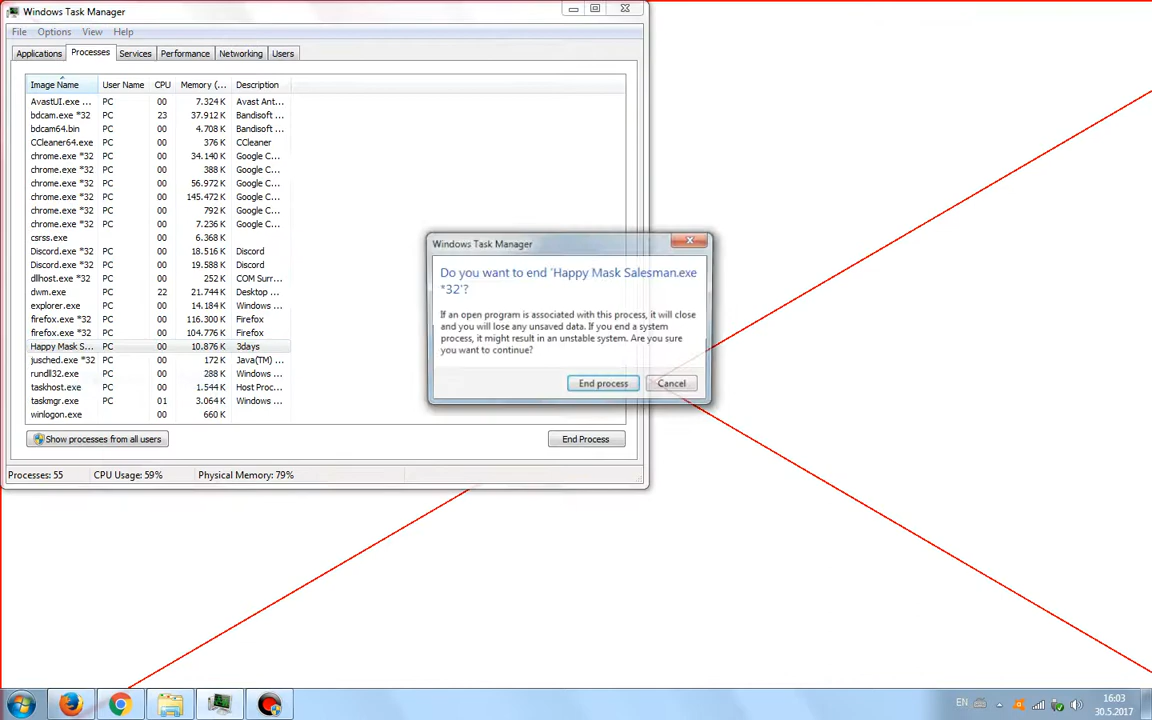 Windows Task Manager
File Options View Help
Applications Processes Services Performance Networking Users
Image Name User Name CPU Memory (... Description
AvastUI.exe ... PC 00 7.324 K Avast Ant...
bdcam.exe *32 PC 23 37.912 K Bandisoft ...
bdcam64.bin PC 00 4.708 K Bandisoft ...
CCleaner64.exe PC 00 376 K CCleaner
chrome.exe *32 PC 00 34.140 K Google C...
chrome.exe *32 PC 00 388 K Google C...
chrome.exe *32 PC 00 56.972 K Google C...
chrome.exe *32 PC 00 145.472 K Google C...
chrome.exe *32 PC 00 792 K Google C...
chrome.exe *32 PC 00 7.236 K Google C...
csrss.exe 00 6.368 K
Discord.exe *32 PC 00 18.516 K Discord
Discord.exe *32 PC 00 19.588 K Discord
dllhost.exe *32 PC 00 252 K COM Surr...
dwm.exe PC 22 21.744 K Desktop ...
explorer.exe PC 00 14.184 K Windows ...
firefox.exe *32 PC 00 116.300 K Firefox
firefox.exe *32 PC 00 104.776 K Firefox
Happy Mask S... PC 00 10.876 K 3days
jusched.exe *32 PC 00 172 K Java(TM) ...
rundll32.exe PC 00 288 K Windows ...
taskhost.exe PC 00 1.544 K Host Proc...
taskmgr.exe PC 01 3.064 K Windows ...
winlogon.exe 00 660 K
Show processes from all users End Process
Processes: 55 CPU Usage: 59% Physical Memory: 79%
Windows Task Manager
Do you want to end 'Happy Mask Salesman.exe
*32'?
If an open program is associated with this process, it will close
and you will lose any unsaved data. If you end a system
process, it might result in an unstable system. Are you sure
you want to continue?
End process Cancel
EN
16:03
30.5.2017